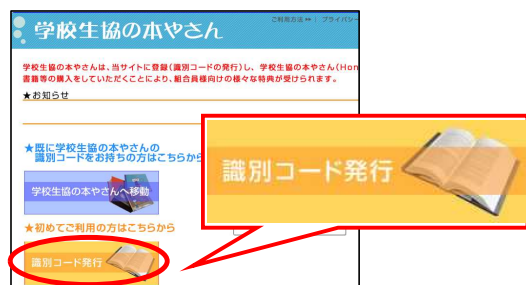 学校生協の本やさん
ご利用方法 | プライバシー
学校生協の本やさんは、当サイトに登録(識別コードの発行)し、学校生協の本やさん(Hon
書籍等の購入をしていただくことにより、組合員様向けの様々な特典が受けられます。
★お知らせ
★既に学校生協の本やさんの
識別コードをお持ちの方はこちらから
学校生協の本やさんへ移動
★初めてご利用の方はこちらから
識別コード発行
識別コード発行